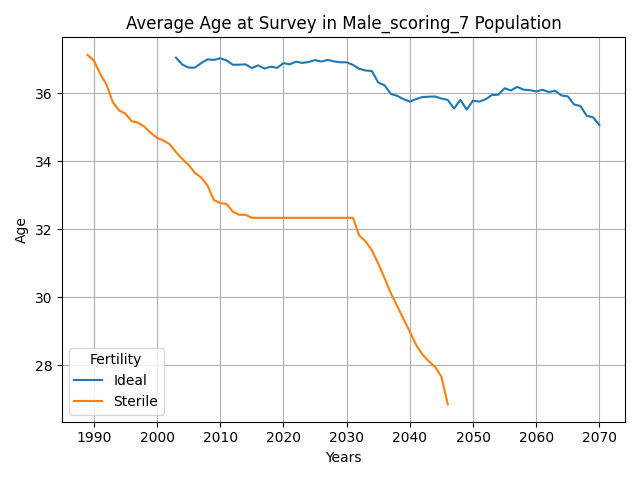 Average Age at Survey in Male_scoring_7 Population
Age
36
34
32
30
28
Fertility
Ideal
Sterile
1990 2000 2010 2020 2030 2040 2050 2060 2070
Years